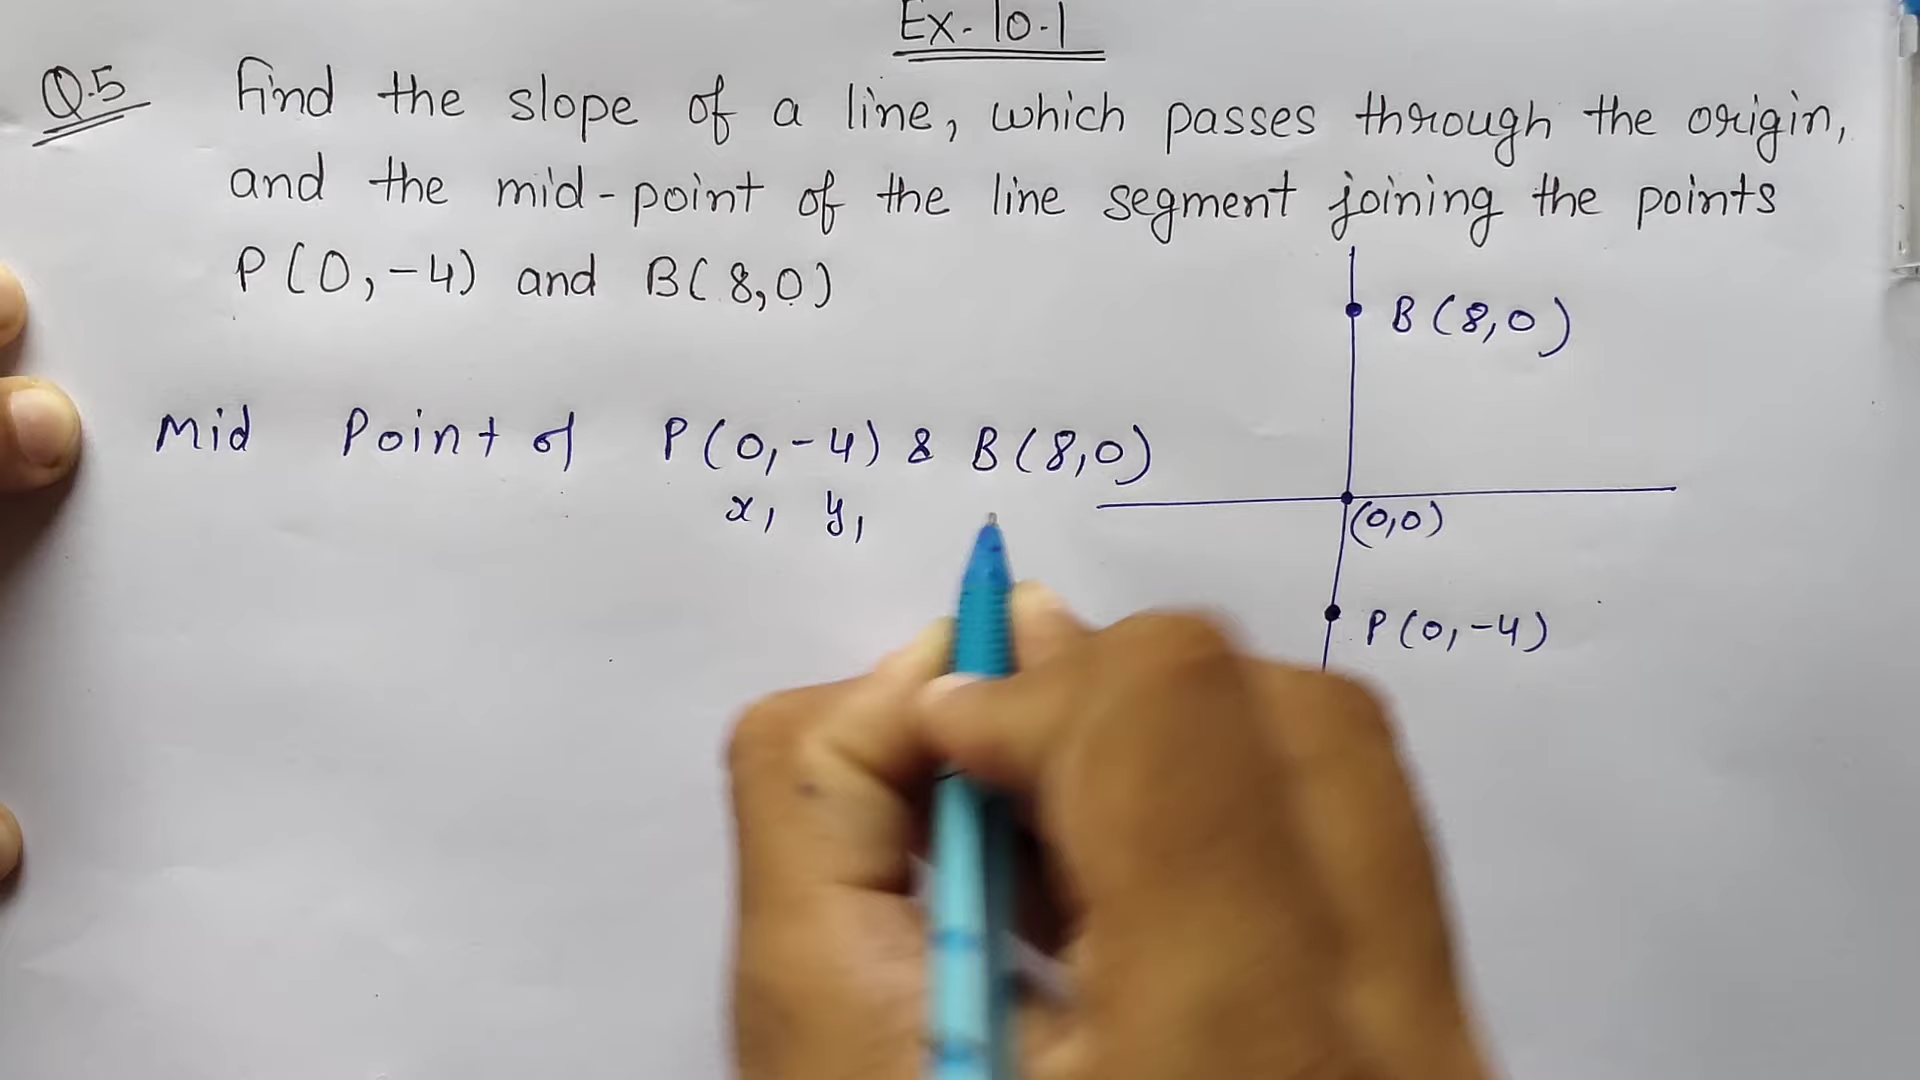 Ex-10.1
Q.5 Find the slope of a line, which passes through the origin,
and the mid-point of the line segment joining the points
P(0,-4) and B(8,0)
B(8,0)
Mid Point of P(0,-4) & B(8,0)
x₁ y₁
(0,0)
P(0,-4)